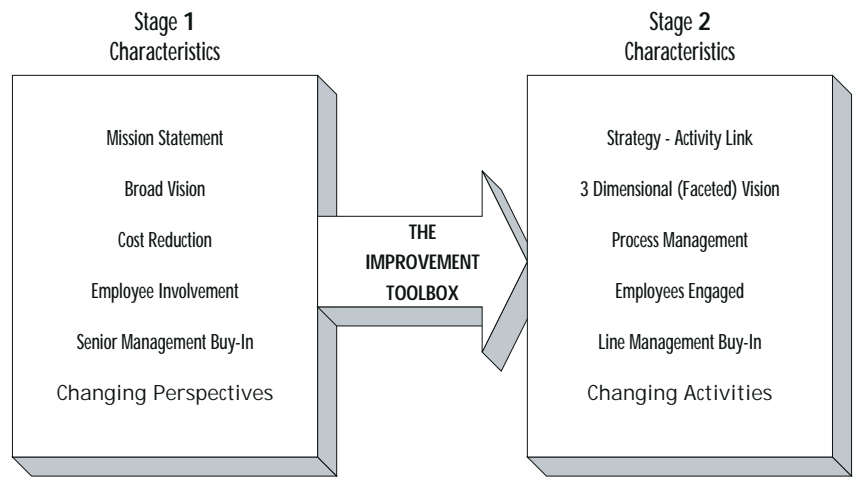 Stage 1
Characteristics
Mission Statement
Broad Vision
Cost Reduction
Employee Involvement
Senior Management Buy-In
Changing Perspectives
THE
IMPROVEMENT
TOOLBOX
Stage 2
Characteristics
Strategy - Activity Link
3 Dimensional (Faceted) Vision
Process Management
Employees Engaged
Line Management Buy-In
Changing Activities